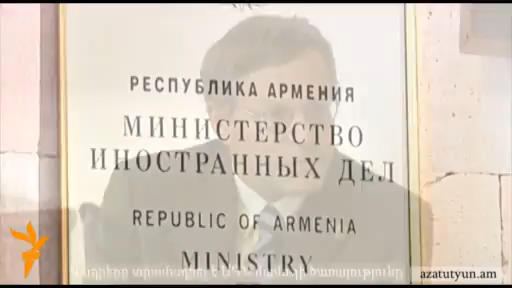 РЕСПУБЛИКА АРМЕНИЯ
МИНИСТЕРСТВО
ИНОСТРАННЫХ ДЕЛ
REPUBLIC OF ARMENIA
MINISTRY
azatutyun.am